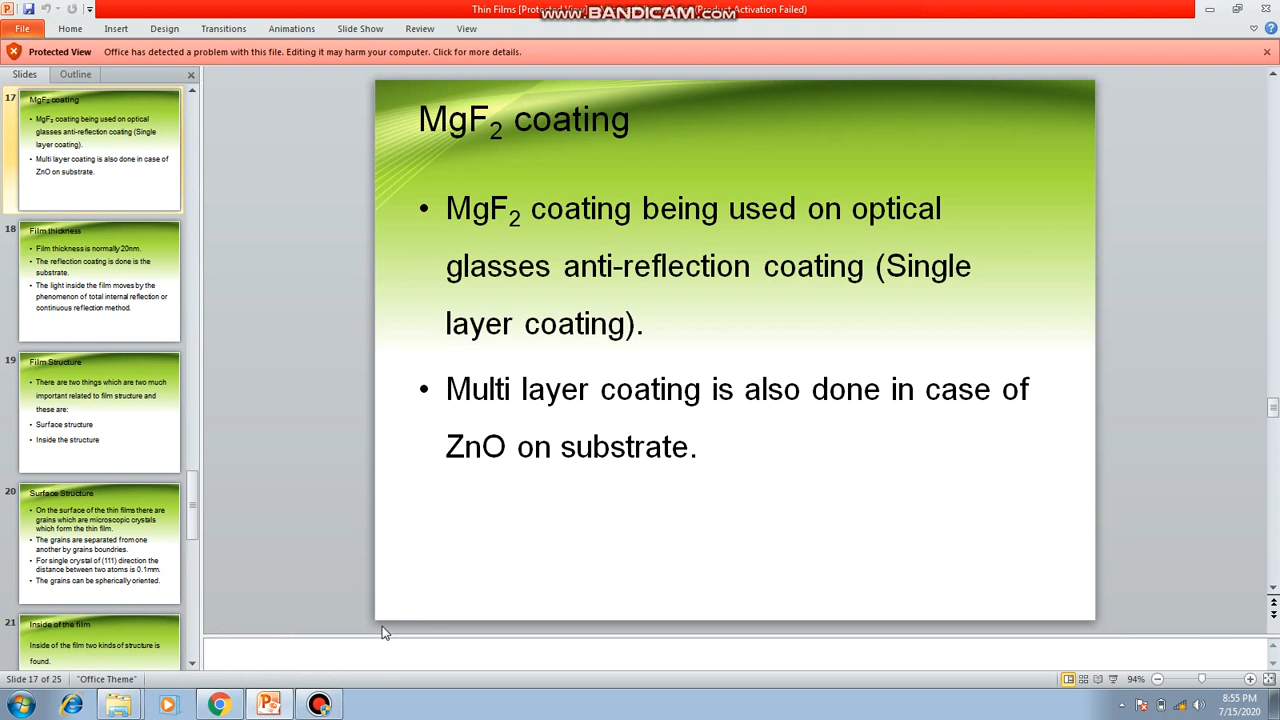 Thin Films [Protected View] (Product Activation Failed)
www.BANDICAM.com
File Home Insert Design Transitions Animations Slide Show Review View
Protected View Office has detected a problem with this file. Editing it may harm your computer. Click for more details.
Slides Outline
17
MgF₂ coating
• MgF₂ coating being used on optical
glasses anti-reflection coating (Single
layer coating).
• Multi layer coating is also done in case of
ZnO on substrate.
18
Film thickness
• Film thickness is normally 20nm.
• The reflection coating is done is the
substrate.
• The light inside the film moves by the
phenomenon of total internal reflection or
continuous reflection method.
19
Film Structure
• There are two things which are two much
important related to film structure and
these are:
• Surface structure
• Inside the structure
20
Surface Structure
• On the surface of the thin films there are
grains which are microscopic crystals
which form the thin film.
• The grains are separated from one
another by grains boundries.
• For single crystal of (111) direction the
distance between two atoms is 0.1mm.
• The grains can be spherically oriented.
21
Inside of the film
Inside of the film two kinds of structure is
found.
MgF₂ coating
• MgF₂ coating being used on optical
glasses anti-reflection coating (Single
layer coating).
• Multi layer coating is also done in case of
ZnO on substrate.
Slide 17 of 25 "Office Theme" 94%
8:55 PM
7/15/2020